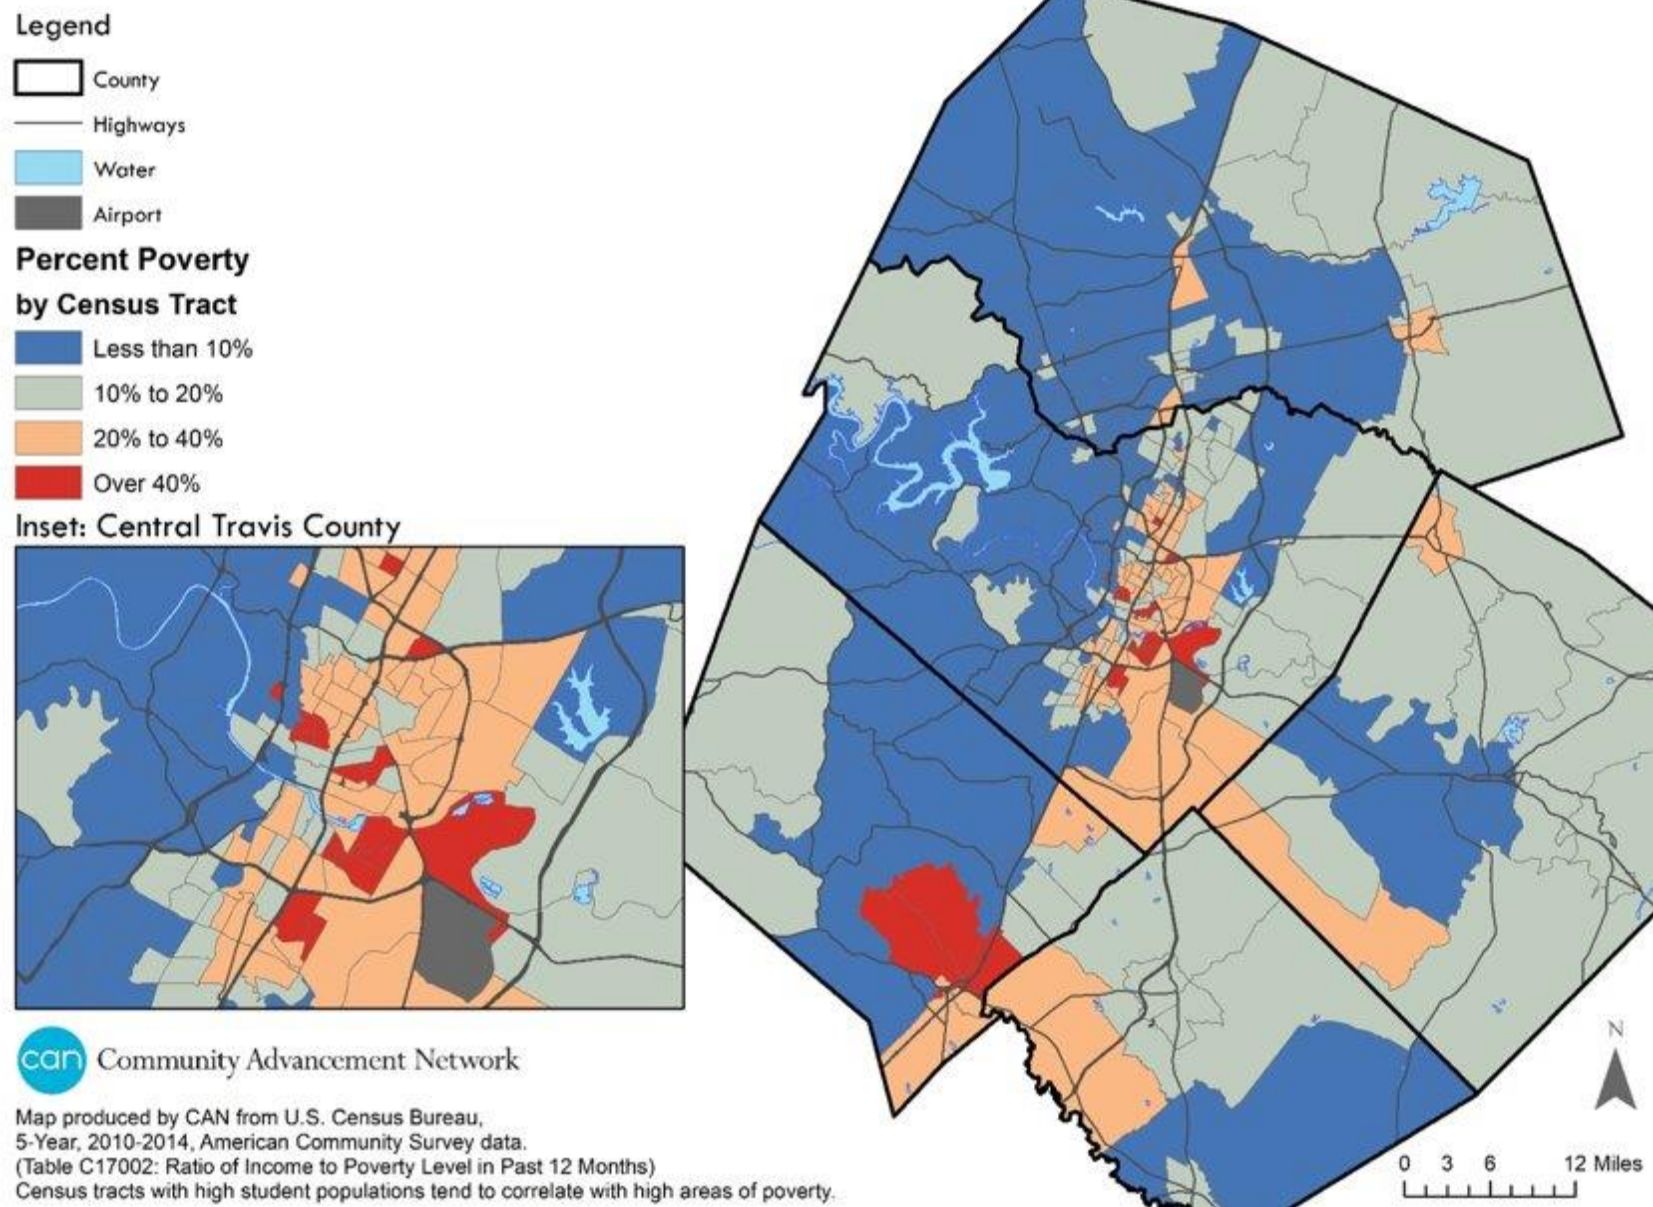 Legend
County
Highways
Water
Airport
Percent Poverty
by Census Tract
Less than 10%
10% to 20%
20% to 40%
Over 40%
Inset: Central Travis County
can Community Advancement Network
Map produced by CAN from U.S. Census Bureau,
5-Year, 2010-2014, American Community Survey data.
(Table C17002: Ratio of Income to Poverty Level in Past 12 Months)
Census tracts with high student populations tend to correlate with high areas of poverty.
N
0 3 6 12 Miles